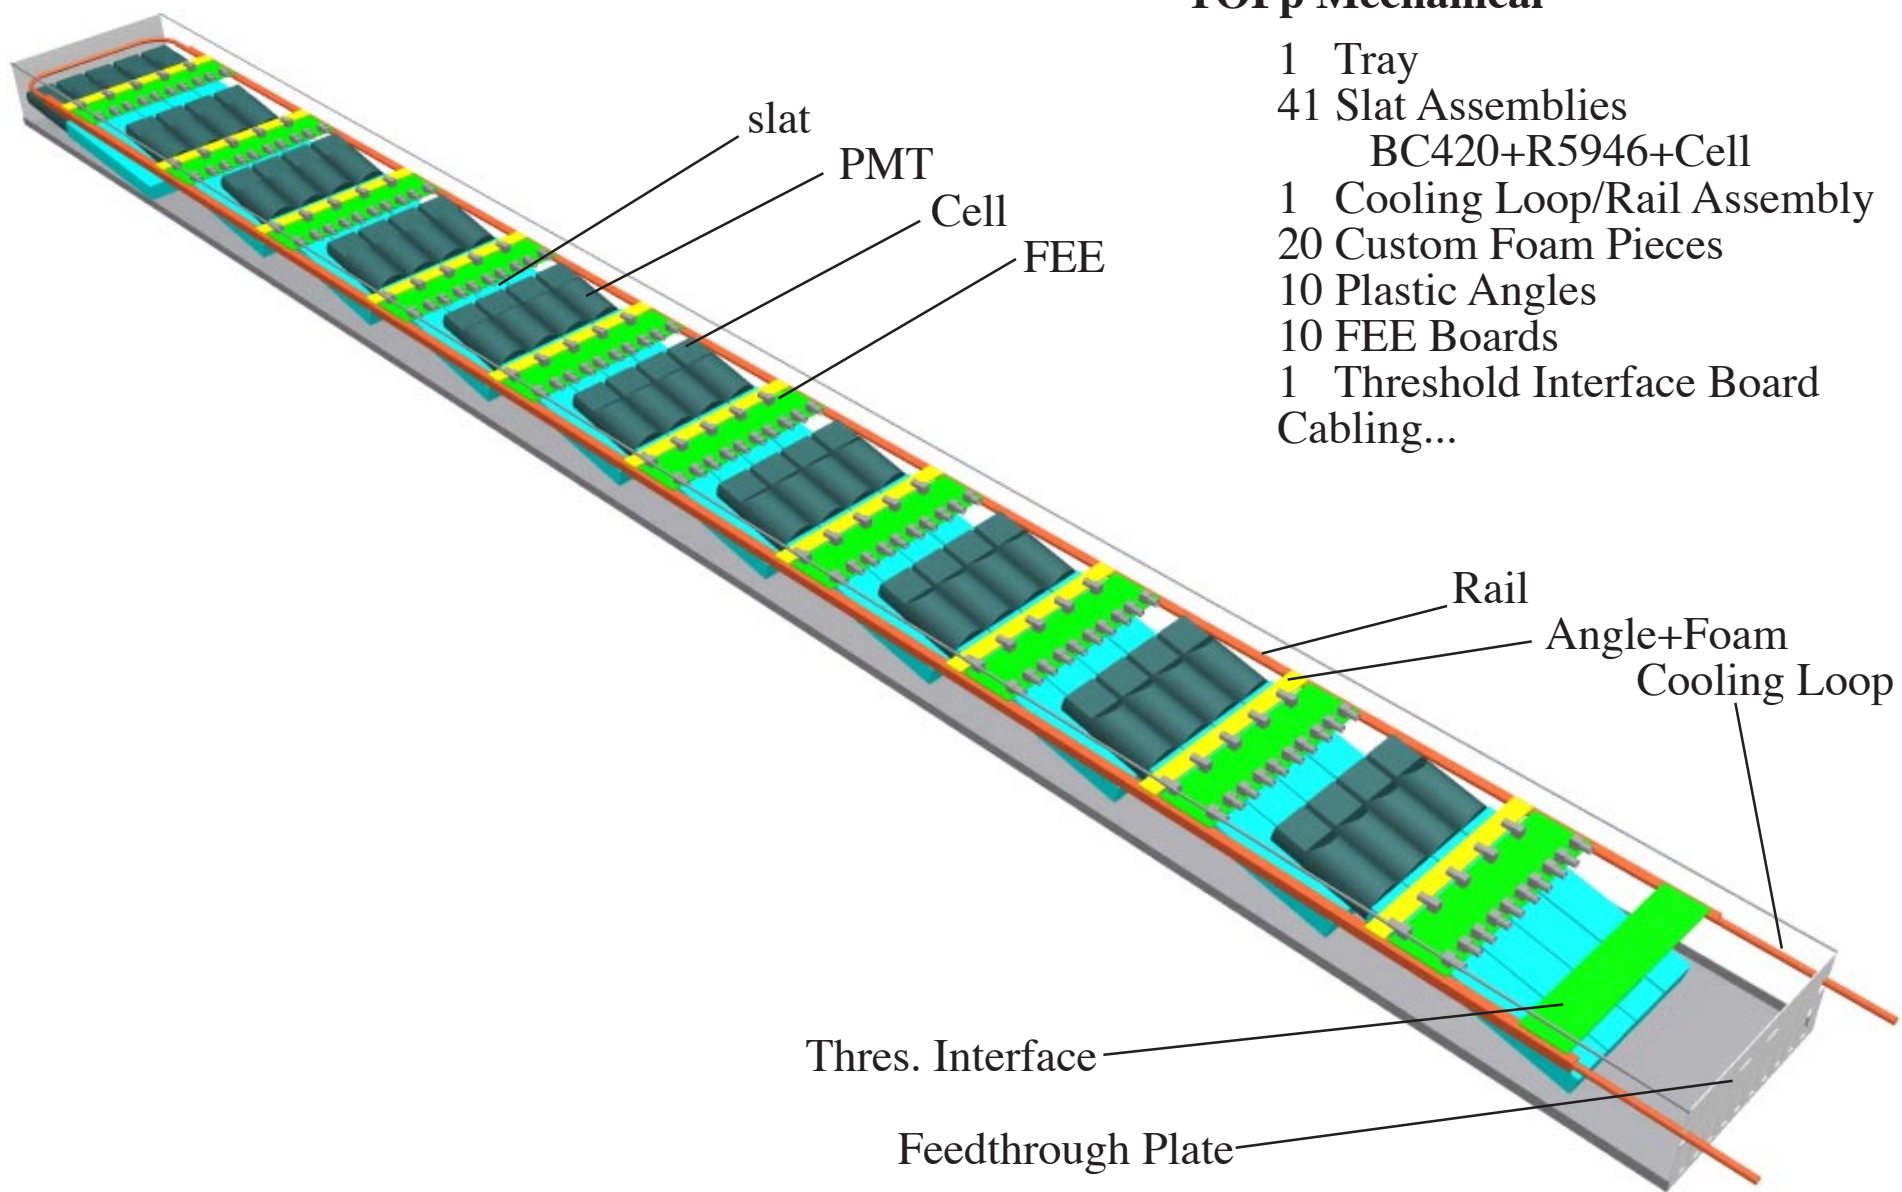 TOFp Mechanical
1 Tray
41 Slat Assemblies
BC420+R5946+Cell
1 Cooling Loop/Rail Assembly
20 Custom Foam Pieces
10 Plastic Angles
10 FEE Boards
1 Threshold Interface Board
Cabling...
slat
PMT
Cell
FEE
Rail
Angle+Foam
Cooling Loop
Thres. Interface
Feedthrough Plate